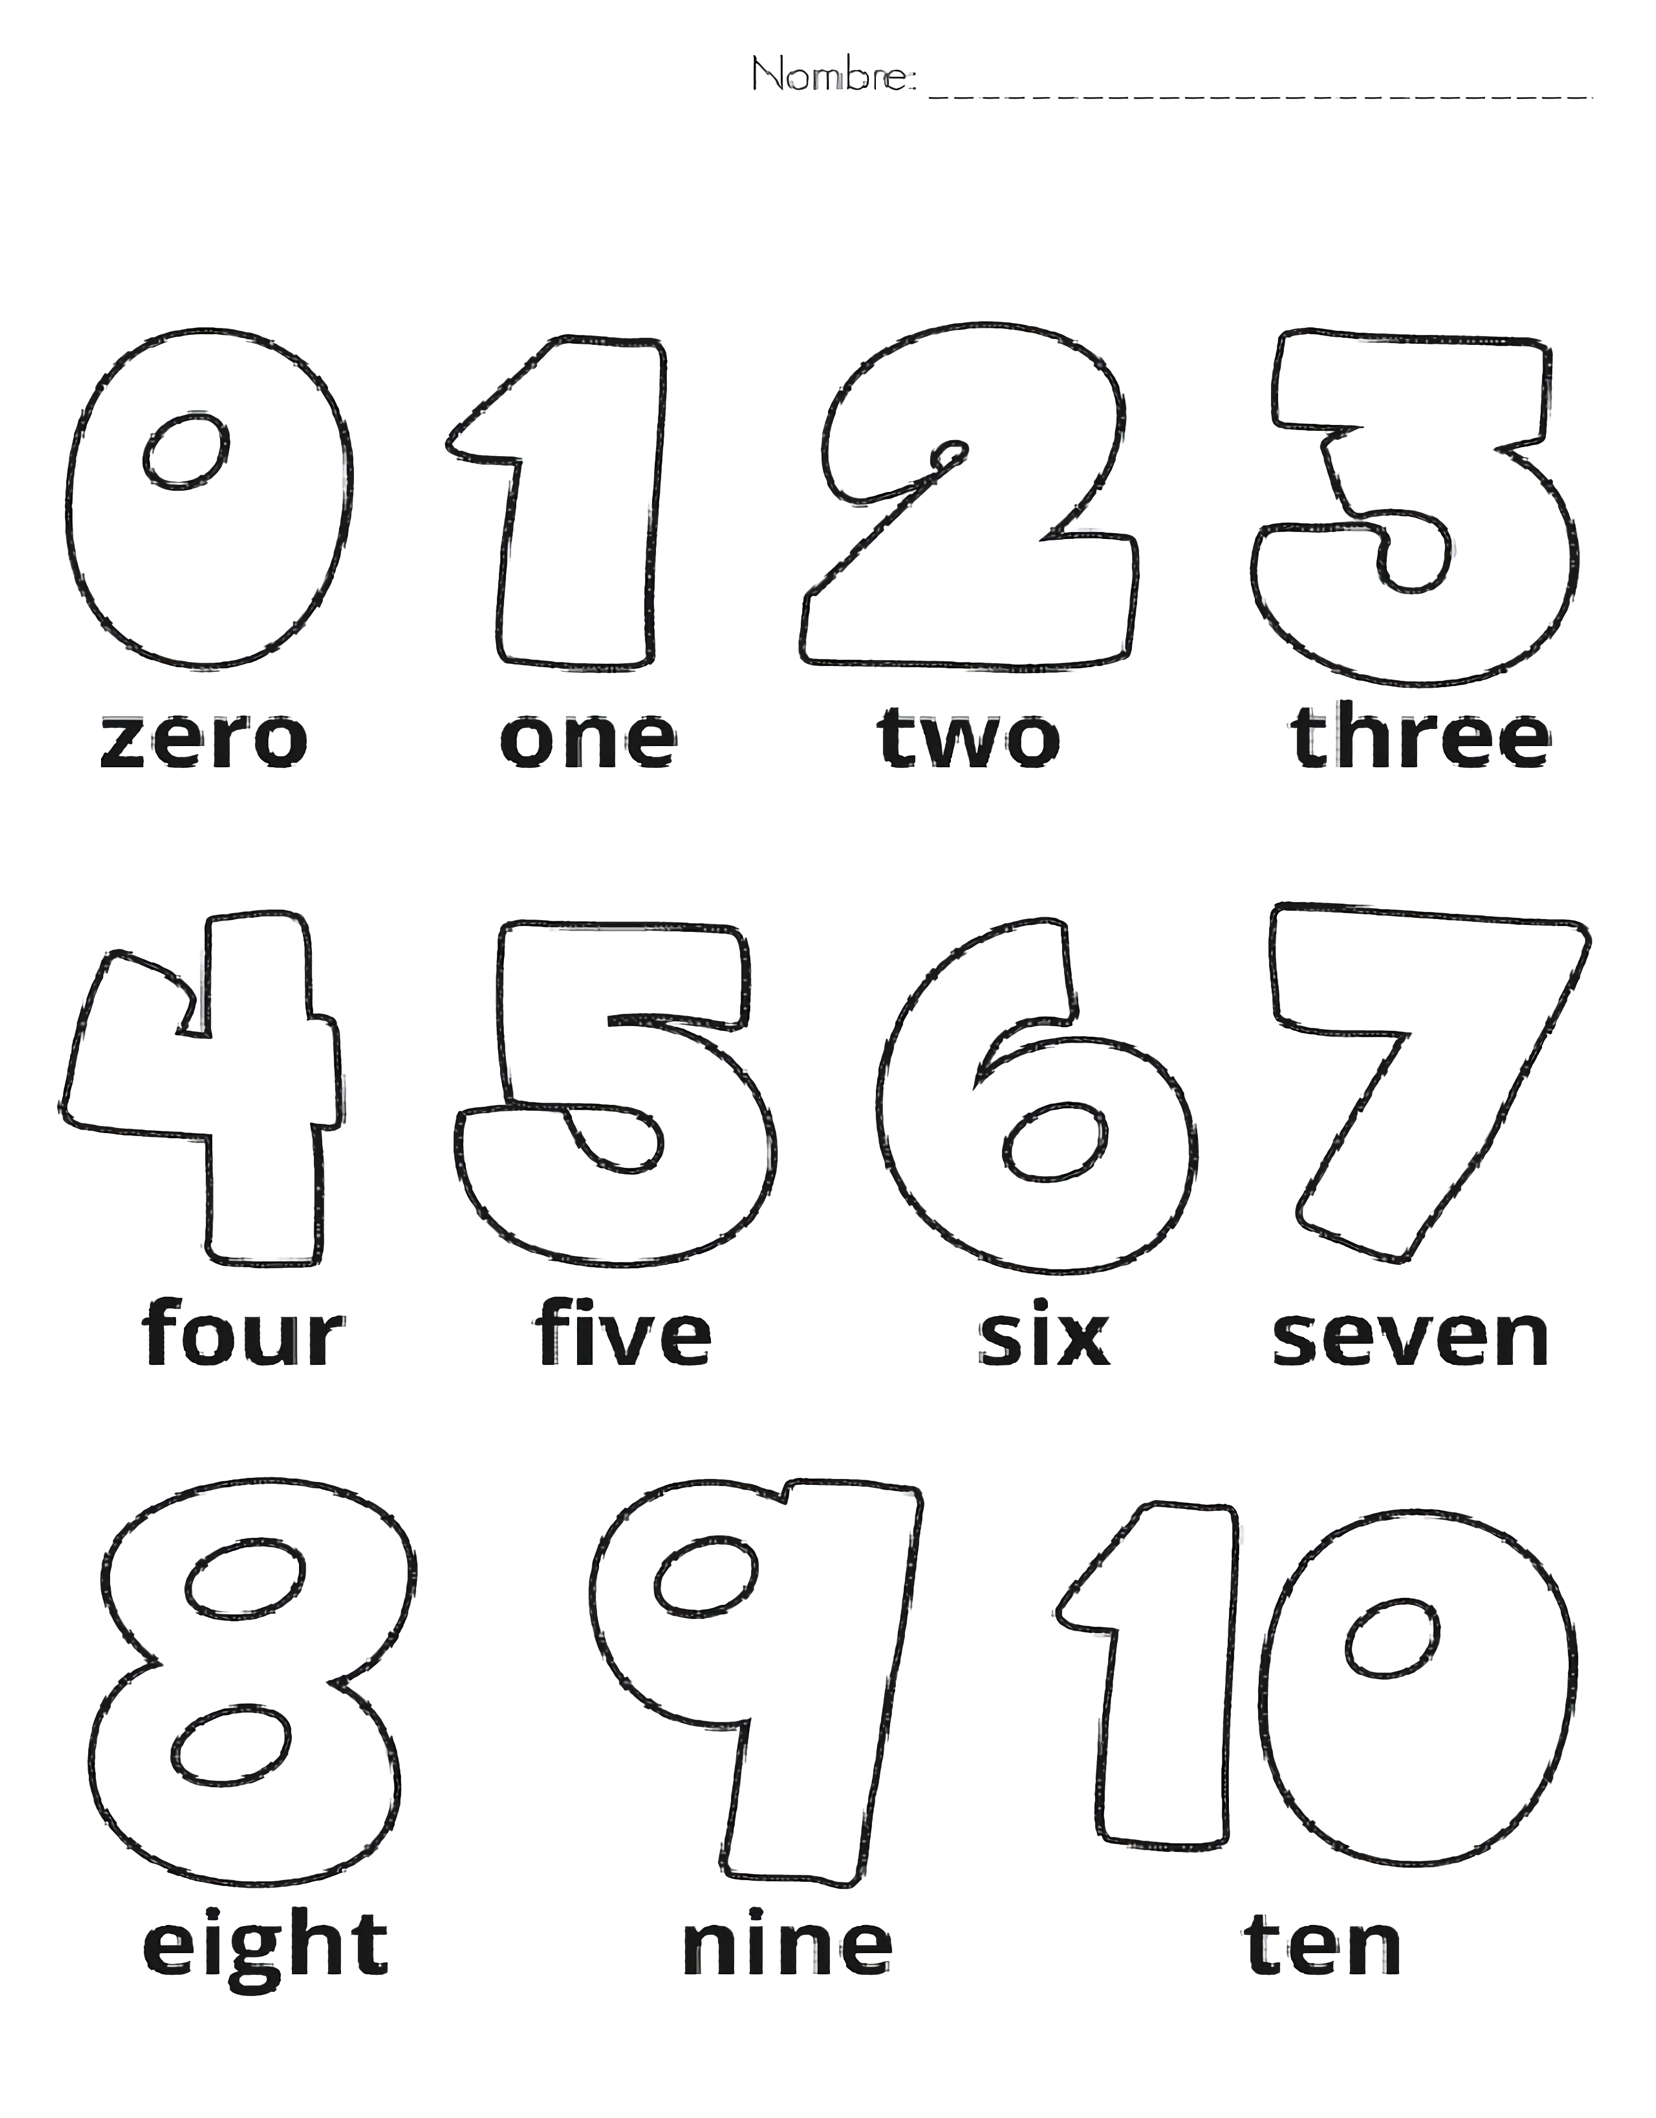 Nombre: _ _ _ _ _ _ _ _ _ _ _ _ _ _ _ _ _ _ _ _ _ _ _ _ _ _ _
0 1 2 3
zero one two three
4 5 6 7
four five six seven
8 9 10
eight nine ten